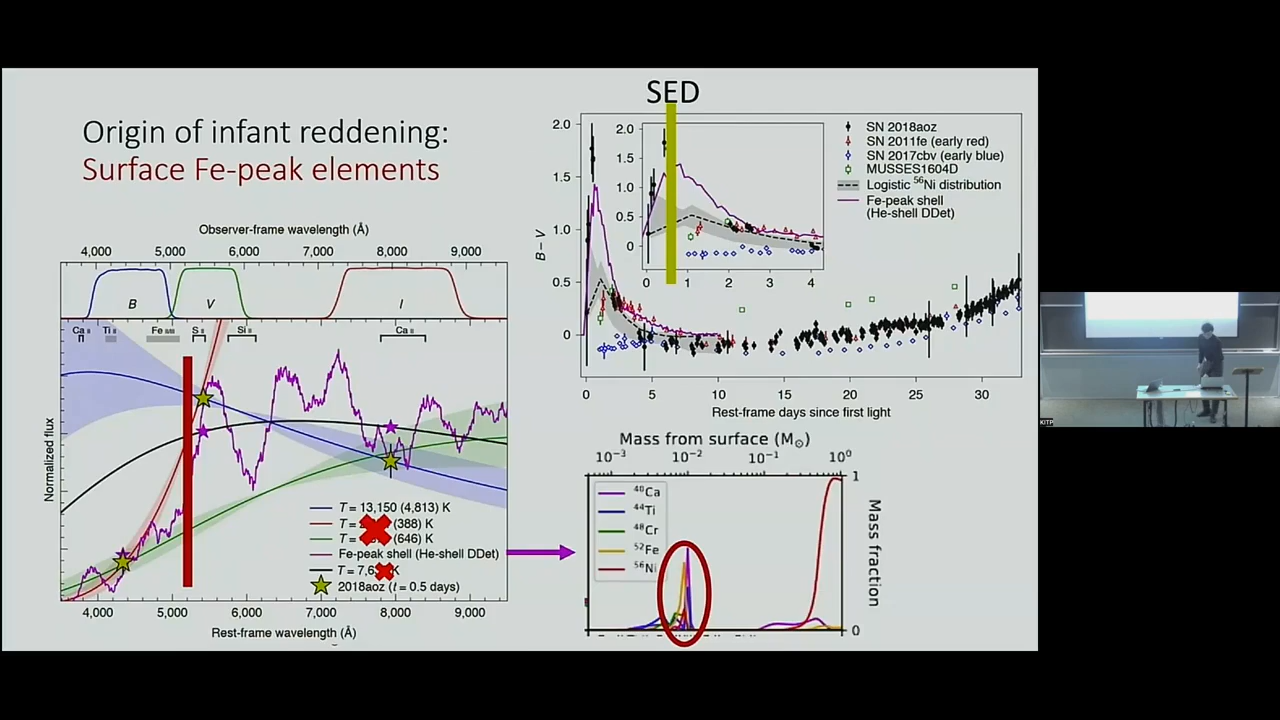 SED
Origin of infant reddening:
Surface Fe-peak elements
Observer-frame wavelength (Å)
4,000 5,000 6,000 7,000 8,000 9,000
B V I
Ca II Ti II Fe II/III S II Si II Ca II
Normalized flux
T = 13,150 (4,813) K
T = (388) K
T = (646) K
Fe-peak shell (He-shell DDet)
T = 7,6 K
2018aoz (t = 0.5 days)
4,000 5,000 6,000 7,000 8,000 9,000
Rest-frame wavelength (Å)
2.0
1.5
1.0
0.5
0
B – V
2.0
1.5
1.0
0.5
0
0 1 2 3 4
SN 2018aoz
SN 2011fe (early red)
SN 2017cbv (early blue)
MUSSES1604D
Logistic ⁵⁶Ni distribution
Fe-peak shell
(He-shell DDet)
0 5 10 15 20 25 30
Rest-frame days since first light
Mass from surface (M☉)
10⁻³ 10⁻² 10⁻¹ 10⁰
⁴⁰Ca
⁴⁴Ti
⁴⁸Cr
⁵²Fe
⁵⁶Ni
1
Mass fraction
0
KITP